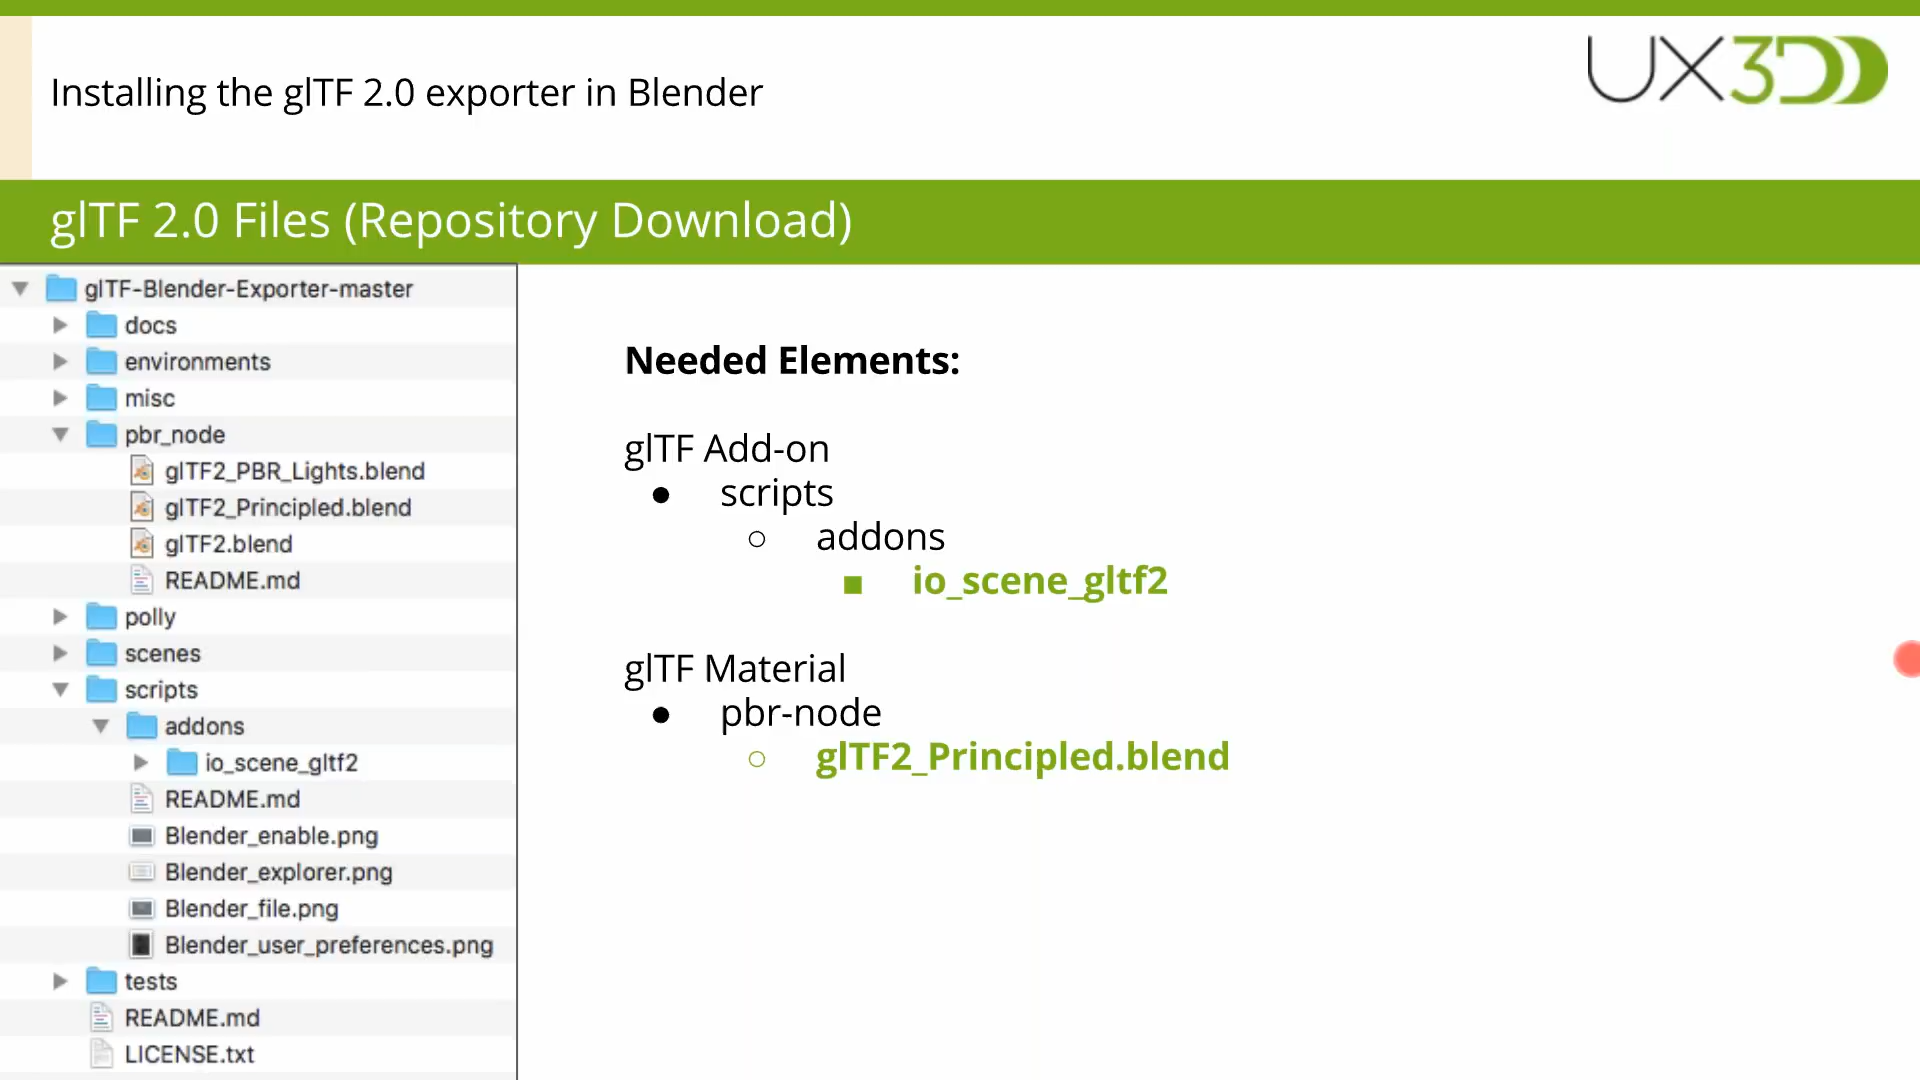 Installing the glTF 2.0 exporter in Blender
UX3D
glTF 2.0 Files (Repository Download)
glTF-Blender-Exporter-master
docs
environments
misc
pbr_node
glTF2_PBR_Lights.blend
glTF2_Principled.blend
glTF2.blend
README.md
polly
scenes
scripts
addons
io_scene_gltf2
README.md
Blender_enable.png
Blender_explorer.png
Blender_file.png
Blender_user_preferences.png
tests
README.md
LICENSE.txt
Needed Elements:
glTF Add-on
● scripts
○ addons
■ io_scene_gltf2
glTF Material
● pbr-node
○ glTF2_Principled.blend